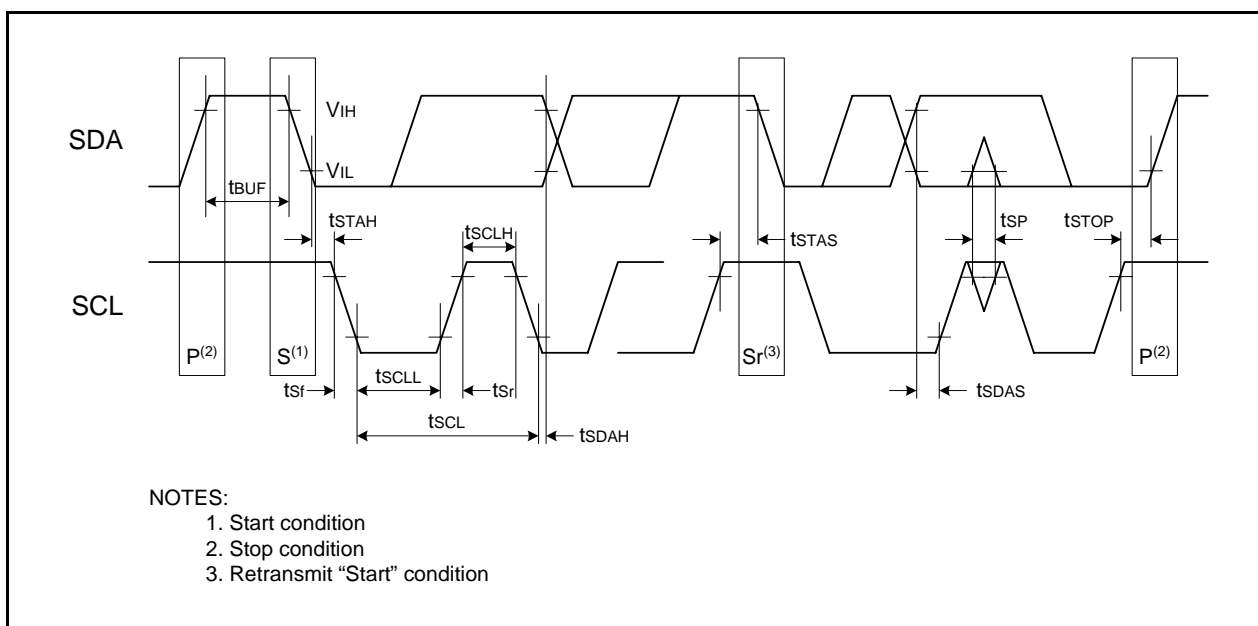 VIH
SDA
VIL
tBUF
tSTAH
tSCLH
tSTAS
tSP
tSTOP
SCL
P(2)
S(1)
Sr(3)
P(2)
tSf
tSCLL
tSr
tSDAS
tSCL
tSDAH
NOTES:
1. Start condition
2. Stop condition
3. Retransmit “Start” condition